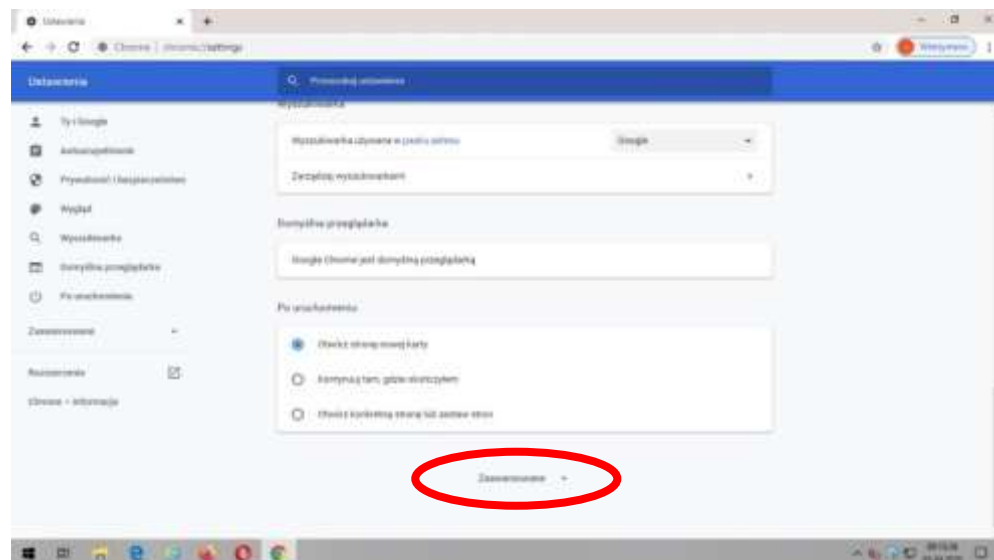 Ustawienia
Chrome | chrome://settings
Ustawienia
Przeszukaj ustawienia
Ty i Google
Autouzupełnianie
Prywatność i bezpieczeństwo
Wygląd
Wyszukiwarka
Domyślna przeglądarka
Po uruchomieniu
Zaawansowane
Rozszerzenia
Chrome – informacje
Wyszukiwarka
Wyszukiwarka używana w pasku adresu
Google
Zarządzaj wyszukiwarkami
Domyślna przeglądarka
Google Chrome jest domyślną przeglądarką
Po uruchomieniu
Otwórz stronę nowej karty
Kontynuuj tam, gdzie skończyłem
Otwórz konkretną stronę lub zestaw stron
Zaawansowane